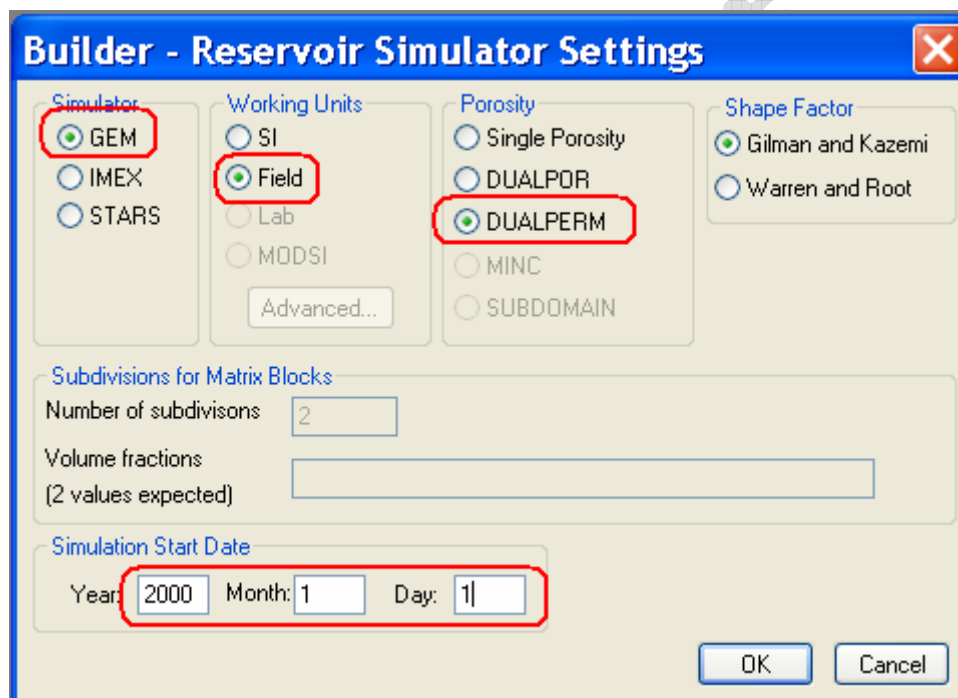 Builder - Reservoir Simulator Settings
Simulator
GEM
IMEX
STARS
Working Units
SI
Field
Lab
MODSI
Advanced...
Porosity
Single Porosity
DUALPOR
DUALPERM
MINC
SUBDOMAIN
Shape Factor
Gilman and Kazemi
Warren and Root
Subdivisions for Matrix Blocks
Number of subdivisons 2
Volume fractions
(2 values expected)
Simulation Start Date
Year: 2000 Month: 1 Day: 1
OK Cancel